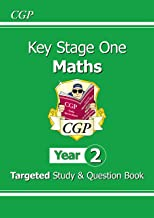 CGP
Key Stage One
Maths
CGP
Year 2
Targeted Study & Question Book